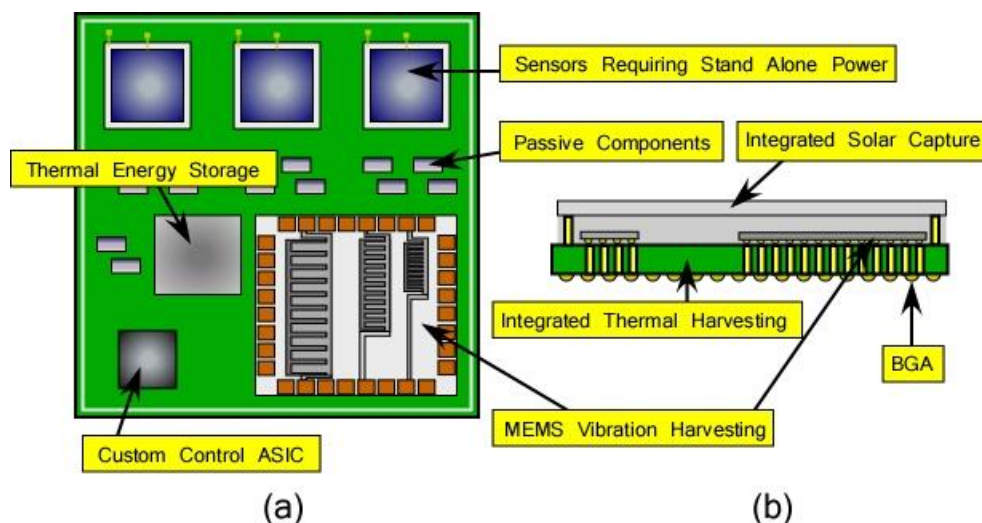 Sensors Requiring Stand Alone Power
Passive Components
Integrated Solar Capture
Thermal Energy Storage
Integrated Thermal Harvesting
BGA
MEMS Vibration Harvesting
Custom Control ASIC
(a)
(b)